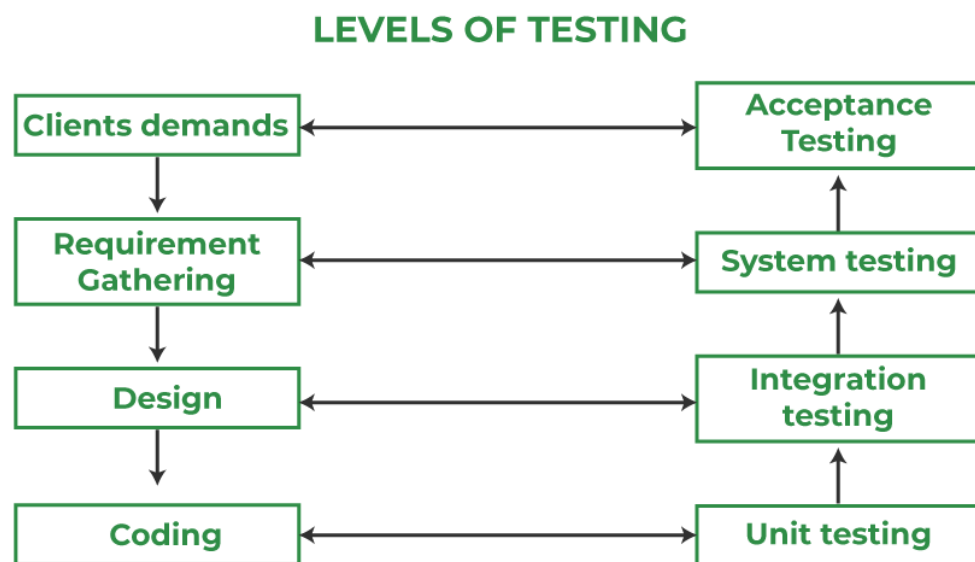 LEVELS OF TESTING
Clients demands
Acceptance
Testing
Requirement
Gathering
System testing
Design
Integration
testing
Coding
Unit testing